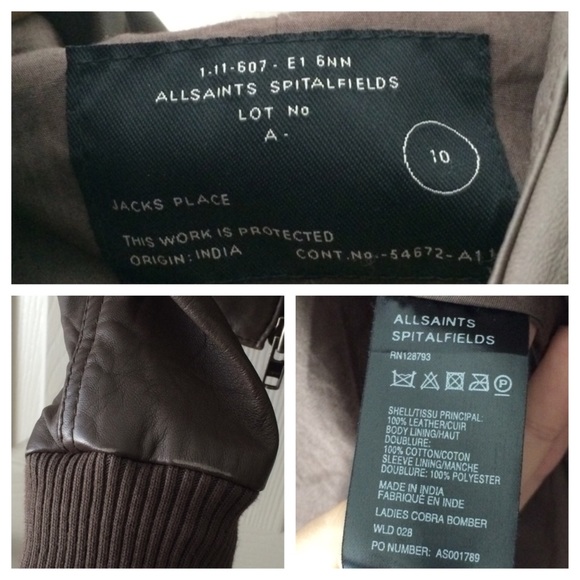 1-11-607 - E1 6NN
ALLSAINTS SPITALFIELDS
LOT No
A -
10
JACKS PLACE
THIS WORK IS PROTECTED
ORIGIN: INDIA
CONT.No.-54672-A11
ALLSAINTS
SPITALFIELDS
RN128793
P
SHELL/TISSU PRINCIPAL:
100% LEATHER/CUIR
BODY LINING/HAUT
DOUBLURE:
100% COTTON/COTON
SLEEVE LINING/MANCHE
DOUBLURE: 100% POLYESTER
MADE IN INDIA
FABRIQUÉ EN INDE
LADIES COBRA BOMBER
WLD 028
PO NUMBER: AS001789